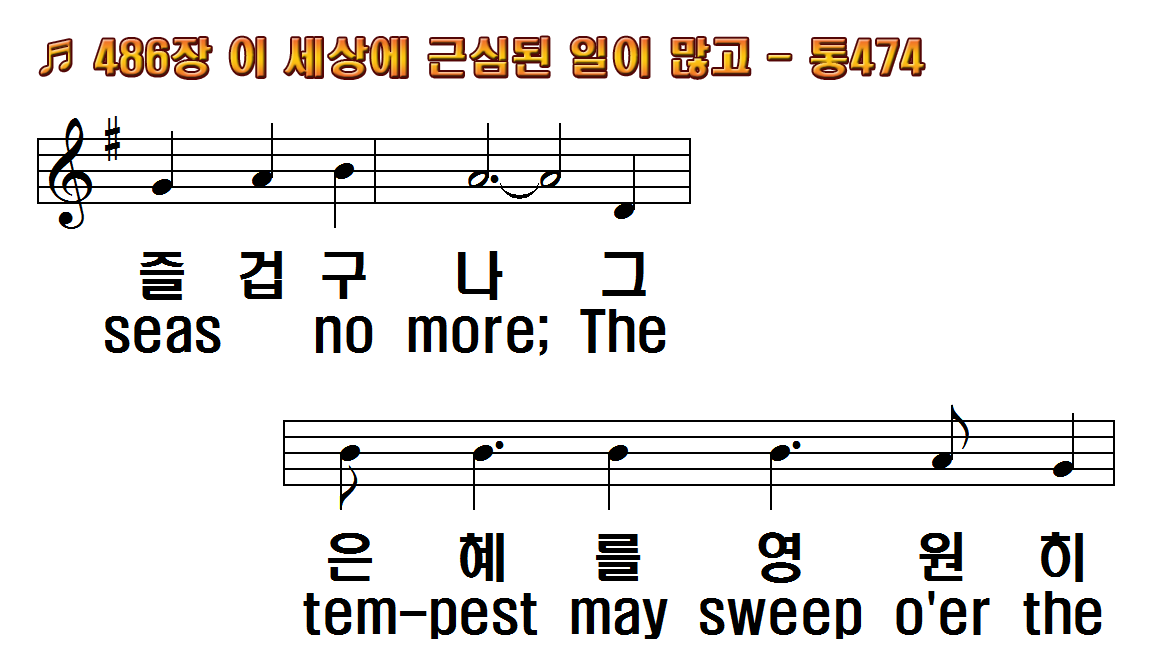 ♬ 486장 이 세상에 근심된 일이 많고 - 통474
즐 겁 구 나 그
seas no more; The
은 혜 를 영 원 히
tem-pest may sweep o'er the